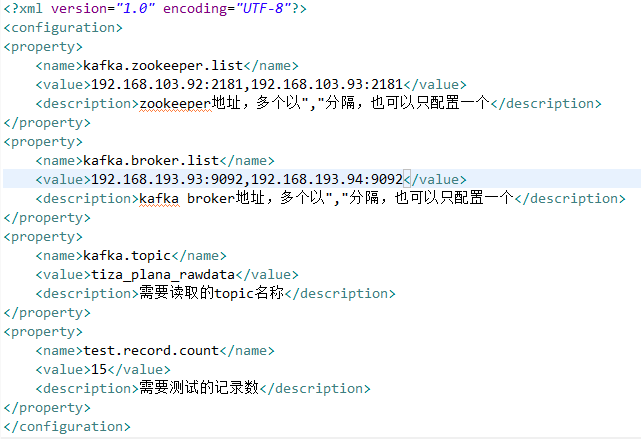 <?xml version="1.0" encoding="UTF-8"?>
<configuration>
<property>
    <name>kafka.zookeeper.list</name>
    <value>192.168.103.92:2181,192.168.103.93:2181</value>
    <description>zookeeper地址，多个以","分隔，也可以只配置一个</description>
</property>
<property>
    <name>kafka.broker.list</name>
    <value>192.168.193.93:9092,192.168.193.94:9092</value>
    <description>kafka broker地址，多个以","分隔，也可以只配置一个</description>
</property>
<property>
    <name>kafka.topic</name>
    <value>tiza_plana_rawdata</value>
    <description>需要读取的topic名称</description>
</property>
<property>
    <name>test.record.count</name>
    <value>15</value>
    <description>需要测试的记录数</description>
</property>
</configuration>